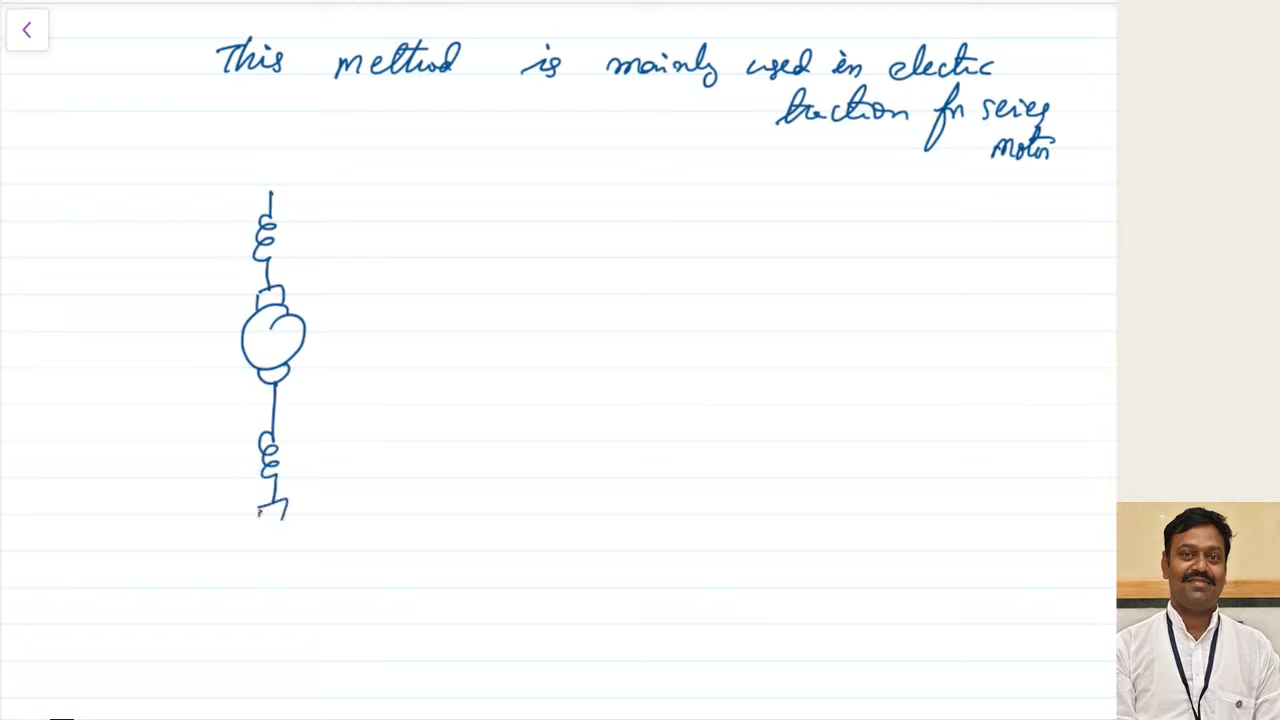 This method is mainly used in electric
traction for series
motor